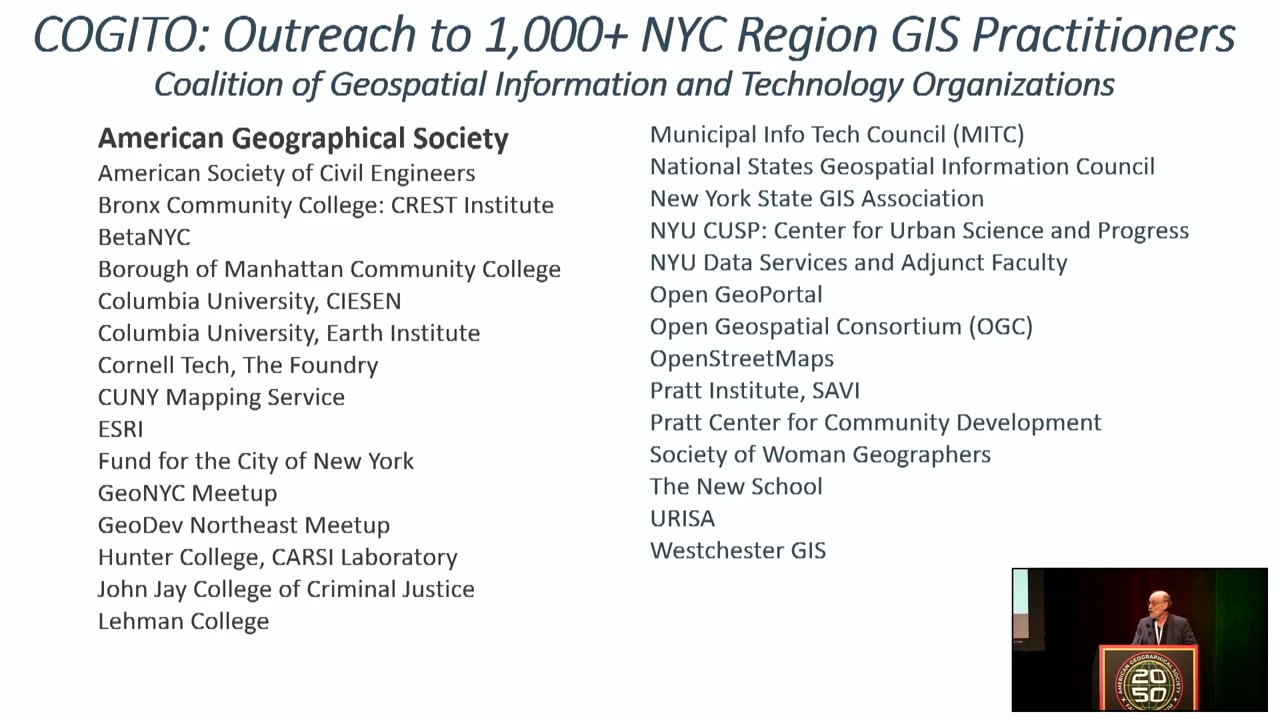 COGITO: Outreach to 1,000+ NYC Region GIS Practitioners
Coalition of Geospatial Information and Technology Organizations
American Geographical Society
American Society of Civil Engineers
Bronx Community College: CREST Institute
BetaNYC
Borough of Manhattan Community College
Columbia University, CIESEN
Columbia University, Earth Institute
Cornell Tech, The Foundry
CUNY Mapping Service
ESRI
Fund for the City of New York
GeoNYC Meetup
GeoDev Northeast Meetup
Hunter College, CARSI Laboratory
John Jay College of Criminal Justice
Lehman College
Municipal Info Tech Council (MITC)
National States Geospatial Information Council
New York State GIS Association
NYU CUSP: Center for Urban Science and Progress
NYU Data Services and Adjunct Faculty
Open GeoPortal
Open Geospatial Consortium (OGC)
OpenStreetMaps
Pratt Institute, SAVI
Pratt Center for Community Development
Society of Woman Geographers
The New School
URISA
Westchester GIS
AMERICAN GEOGRAPHICAL SOCIETY
20
50